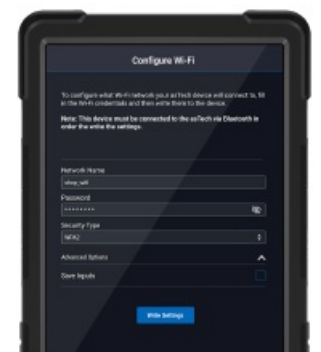 Configure Wi-Fi
To configure what Wi-Fi network your asTech device will connect to, fill
in the Wi-Fi credentials and then write them to the device.
Note: This device must be connected to the asTech via Bluetooth in
order the write the settings.
Network Name
shop_wifi
Password
•••••••••
Security Type
WPA2
Advanced Options
Save Inputs
Write Settings